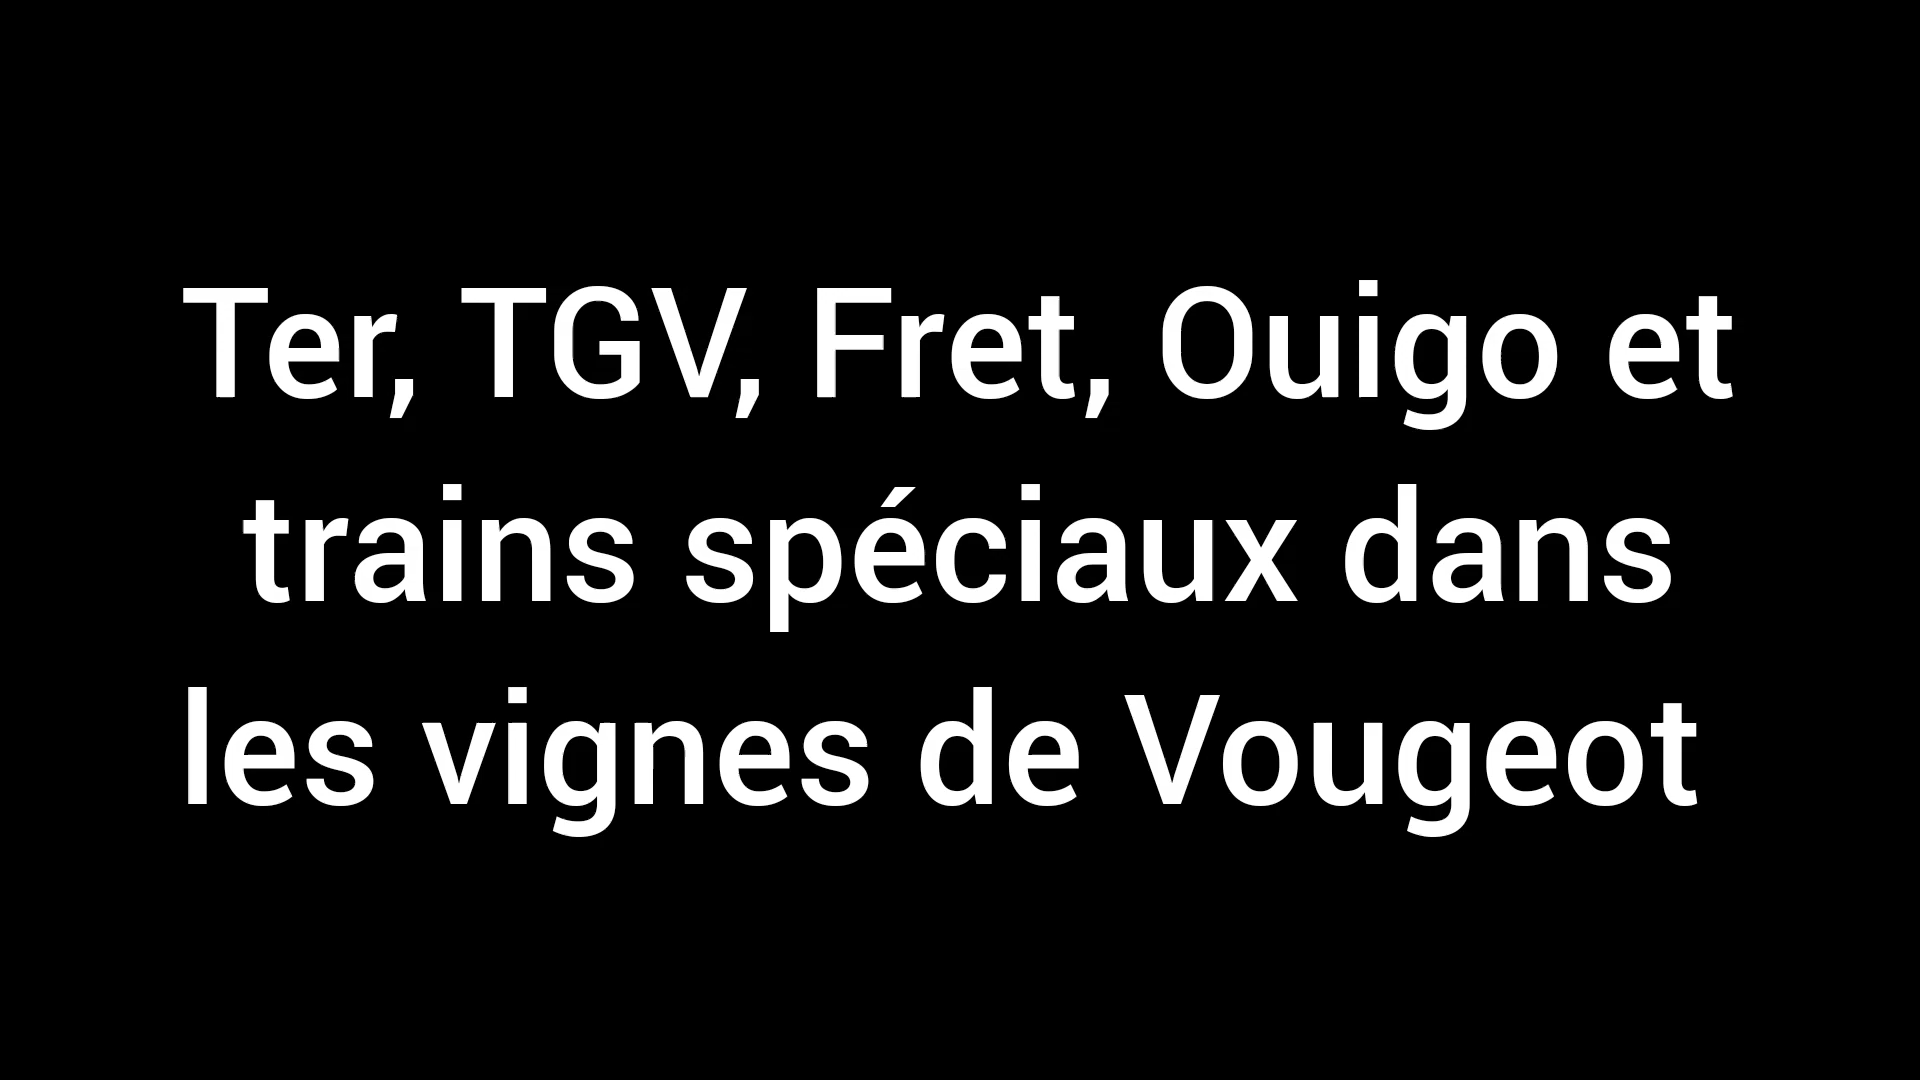 Ter, TGV, Fret, Ouigo et
trains spéciaux dans
les vignes de Vougeot